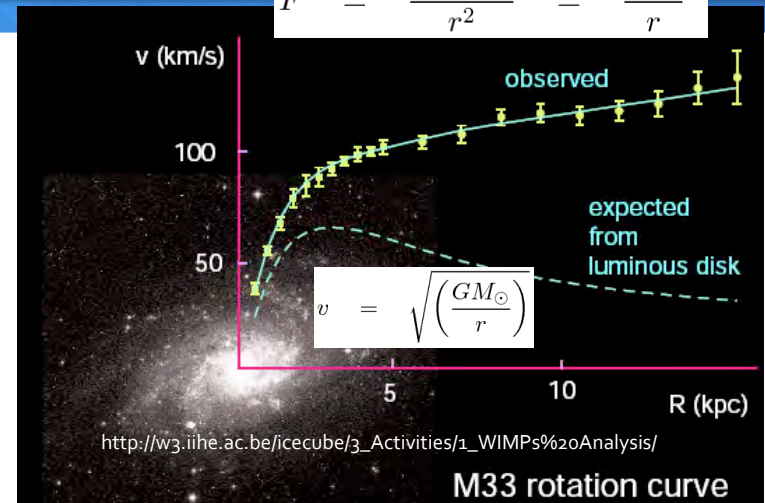 = r² = r
v (km/s)
observed
100
expected
from
luminous disk
50
v = √(GM⊙/r)
5
10
R (kpc)
http://w3.iihe.ac.be/icecube/3_Activities/1_WIMPs%20Analysis/
M33 rotation curve